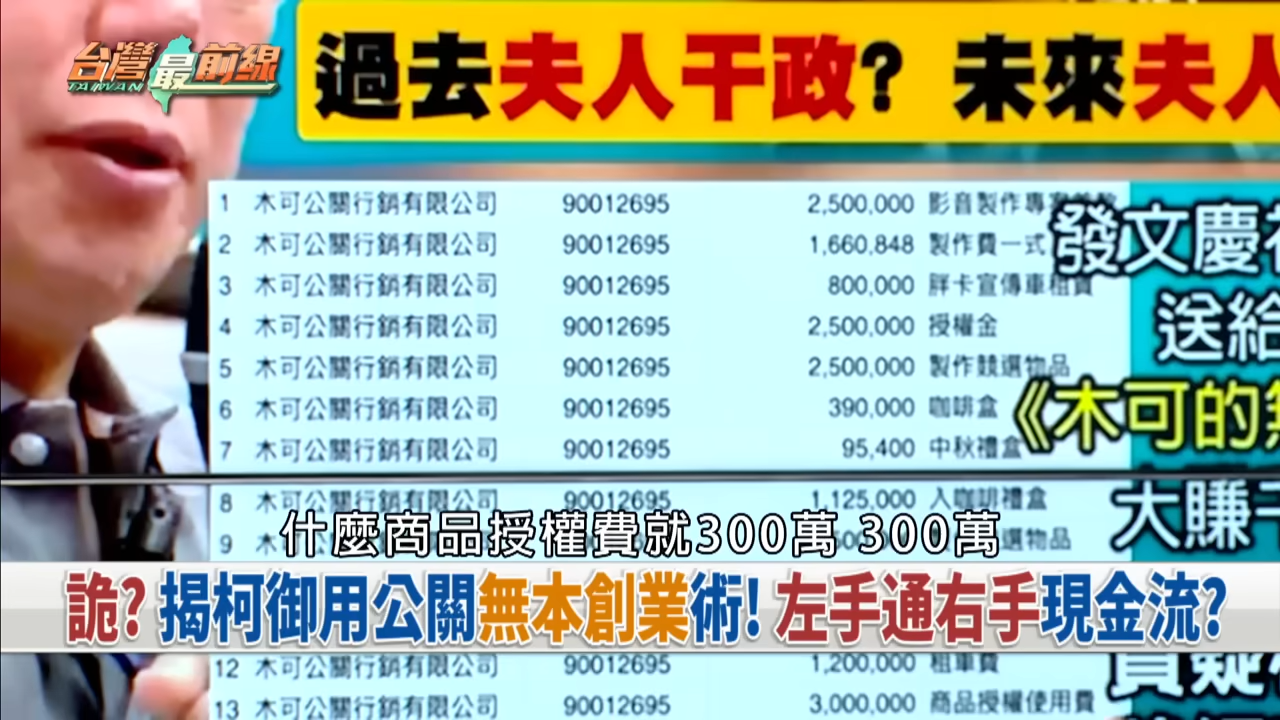 台灣最前線
TAIWAN
過去夫人干政? 未來夫人
1 木可公關行銷有限公司 90012695 2,500,000 影音製作專案
2 木可公關行銷有限公司 90012695 1,660,848 製作費一式
3 木可公關行銷有限公司 90012695 800,000 胖卡宣傳車租賃
4 木可公關行銷有限公司 90012695 2,500,000 授權金
5 木可公關行銷有限公司 90012695 2,500,000 製作競選物品
6 木可公關行銷有限公司 90012695 390,000 咖啡盒
7 木可公關行銷有限公司 90012695 95,400 中秋禮盒
8 木可公關行銷有限公司 90012695 1,125,000 入咖啡禮盒
9 木 選物品
發文慶
送給
《木可的
大賺
什麼商品授權費就300萬 300萬
詭? 揭柯御用公關無本創業術! 左手通右手現金流?
12 木可公關行銷有限公司 90012695 1,200,000 租車費
13 木可公關行銷有限公司 90012695 3,000,000 商品授權使用費
質疑